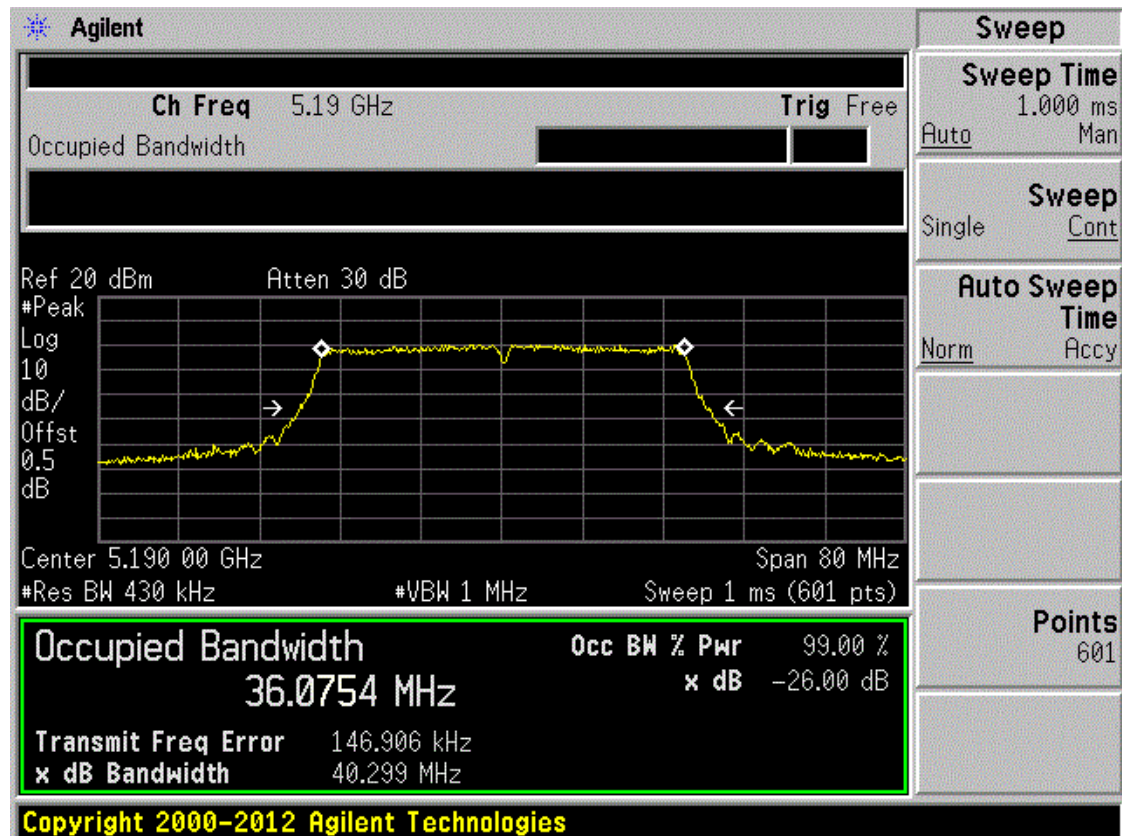 Agilent
Ch Freq 5.19 GHz Trig Free
Occupied Bandwidth
Ref 20 dBm Atten 30 dB
#Peak
Log
10
dB/
Offst
0.5
dB
Center 5.190 00 GHz Span 80 MHz
#Res BW 430 kHz #VBW 1 MHz Sweep 1 ms (601 pts)
Occupied Bandwidth
36.0754 MHz
Occ BW % Pwr 99.00 %
x dB -26.00 dB
Transmit Freq Error 146.906 kHz
x dB Bandwidth 40.299 MHz
Copyright 2000-2012 Agilent Technologies
Sweep
Sweep Time
1.000 ms
Auto Man
Sweep
Single Cont
Auto Sweep
Time
Norm Accy
Points
601